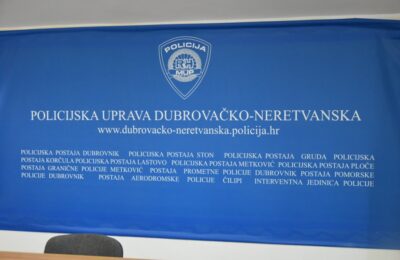 POLICIJA
MUP
POLICIJSKA UPRAVA DUBROVAČKO-NERETVANSKA
www.dubrovacko-neretvanska.policija.hr
POLICIJSKA POSTAJA DUBROVNIK POLICIJSKA POSTAJA STON POLICIJSKA POSTAJA GRUDA POLICIJSKA
POSTAJA KORČULA POLICIJSKA POSTAJA LASTOVO POLICIJSKA POSTAJA METKOVIĆ POLICIJSKA POSTAJA PLOČE
POSTAJA GRANIČNE POLICIJE METKOVIĆ POSTAJA PROMETNE POLICIJE DUBROVNIK POSTAJA POMORSKE
POLICIJE DUBROVNIK POSTAJA AERODROMSKE POLICIJE ČILIPI INTERVENTNA JEDINICA POLICIJE